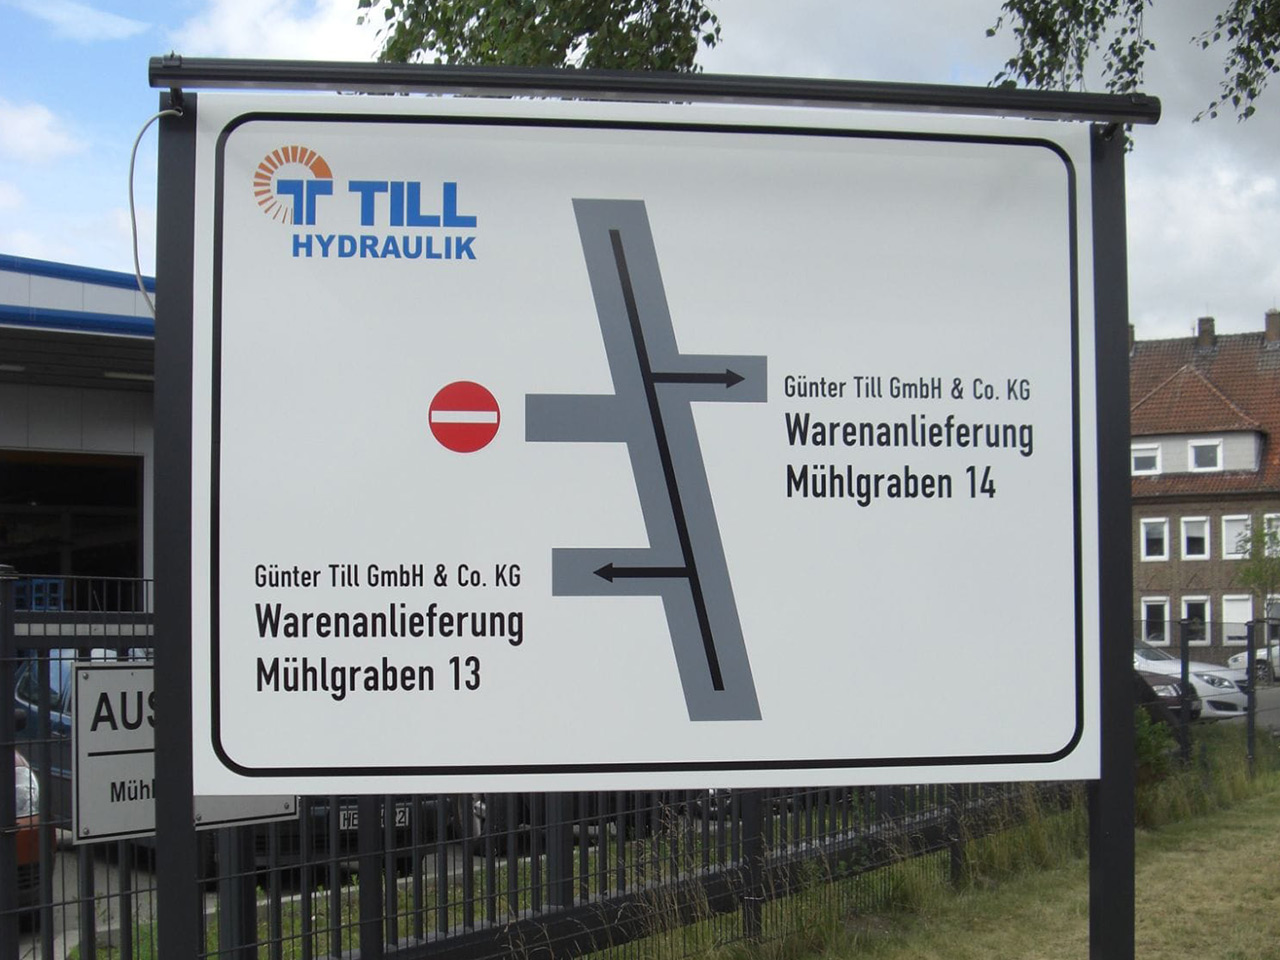 TILL
HYDRAULIK
Günter Till GmbH & Co. KG
Warenanlieferung
Mühlgraben 14
Günter Till GmbH & Co. KG
Warenanlieferung
Mühlgraben 13